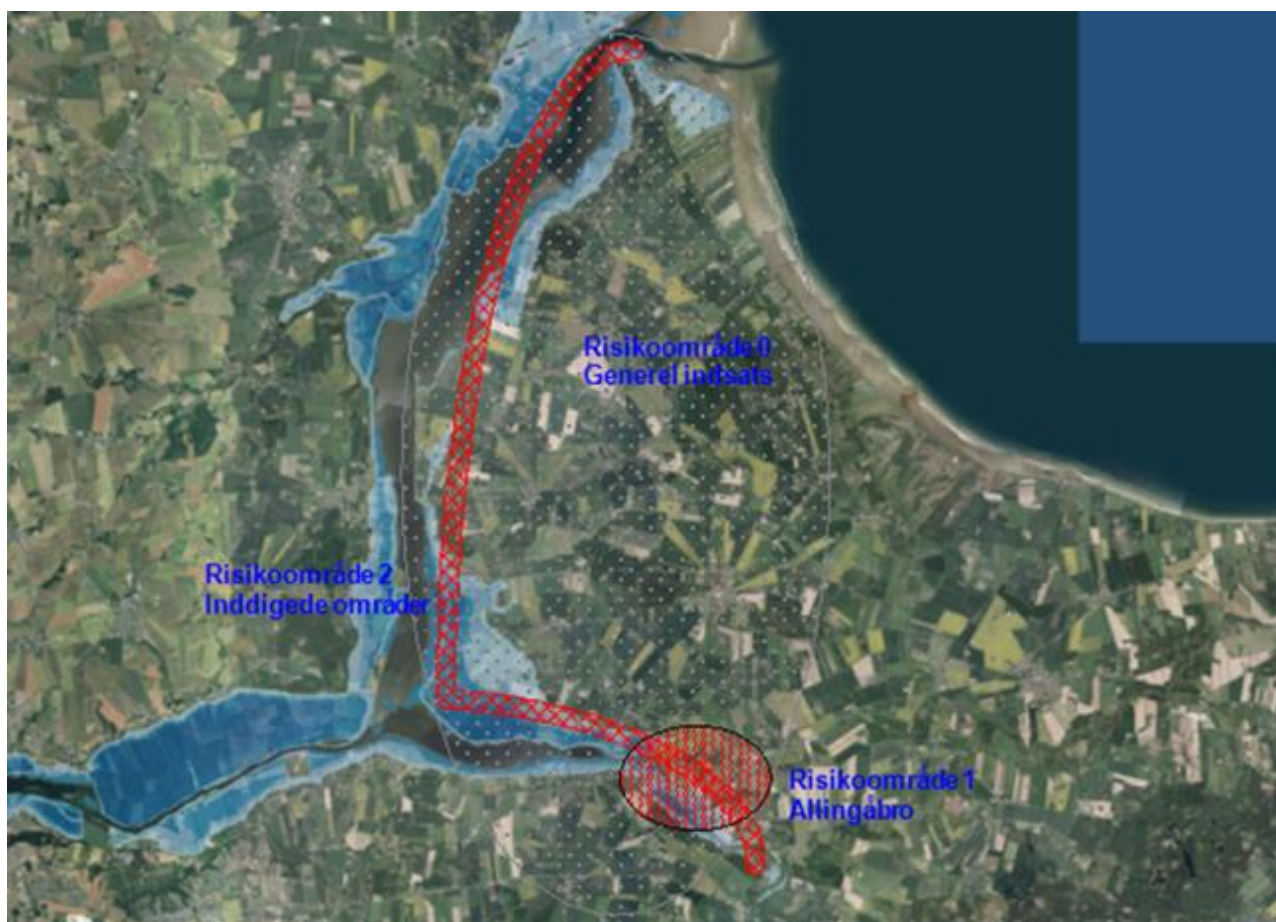 Risikoområde 0
Generel indsats
Risikoområde 2
Inddigede områder
Risikoområde 1
Allingåbro